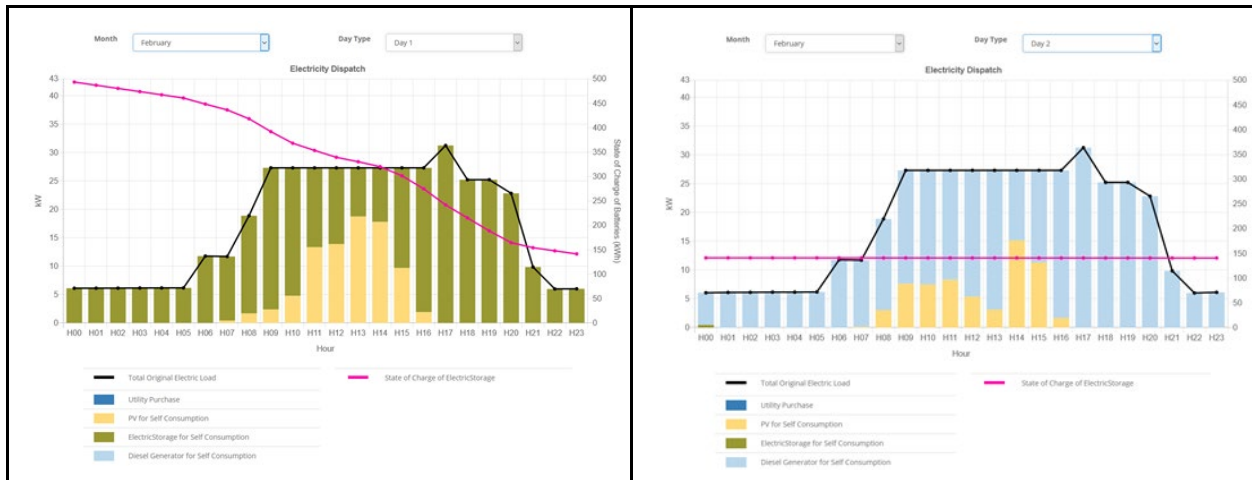 Month February Day Type Day 1
Electricity Dispatch
43 500
40 450
35 400
350
30
300
25
250
20
200
15
150
10
100
5 50
0 0
kW
State of Charge of Batteries (kWh)
H00 H01 H02 H03 H04 H05 H06 H07 H08 H09 H10 H11 H12 H13 H14 H15 H16 H17 H18 H19 H20 H21 H22 H23
Hour
Total Original Electric Load State of Charge of ElectricStorage
Utility Purchase
PV for Self Consumption
ElectricStorage for Self Consumption
Diesel Generator for Self Consumption
Month February Day Type Day 2
Electricity Dispatch
43 500
40 450
35 400
350
30
300
25
250
20
200
15
150
10
100
5 50
0 0
kW
H00 H01 H02 H03 H04 H05 H06 H07 H08 H09 H10 H11 H12 H13 H14 H15 H16 H17 H18 H19 H20 H21 H22 H23
Hour
Total Original Electric Load State of Charge of ElectricStorage
Utility Purchase
PV for Self Consumption
ElectricStorage for Self Consumption
Diesel Generator for Self Consumption